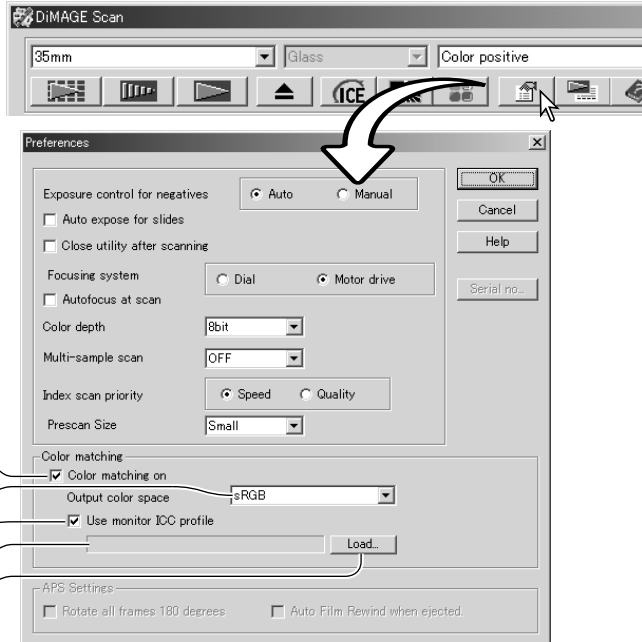 DiMAGE Scan
35mm Glass Color positive
ICE
Preferences
Exposure control for negatives Auto Manual OK
Auto expose for slides Cancel
Close utility after scanning Help
Focusing system Dial Motor drive Serial no...
Autofocus at scan
Color depth 8bit
Multi-sample scan OFF
Index scan priority Speed Quality
Prescan Size Small
Color matching
Color matching on
Output color space sRGB
Use monitor ICC profile
Load...
APS Settings
Rotate all frames 180 degrees Auto Film Rewind when ejected.